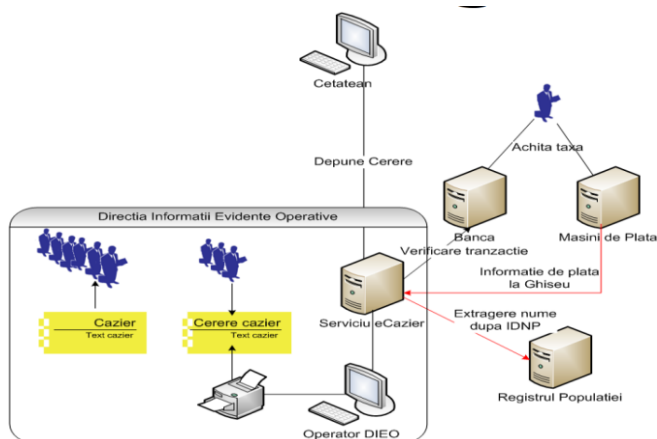 Cetatean
Achita taxa
Depune Cerere
Directia Informatii Evidente Operative
Banca
Masini de Plata
Verificare tranzactie
Informatie de plata
la Ghiseu
Cazier
Text cazier
Cerere cazier
Text cazier
Serviciu eCazier
Extragere nume
dupa IDNP
Registrul Populatiei
Operator DIEO